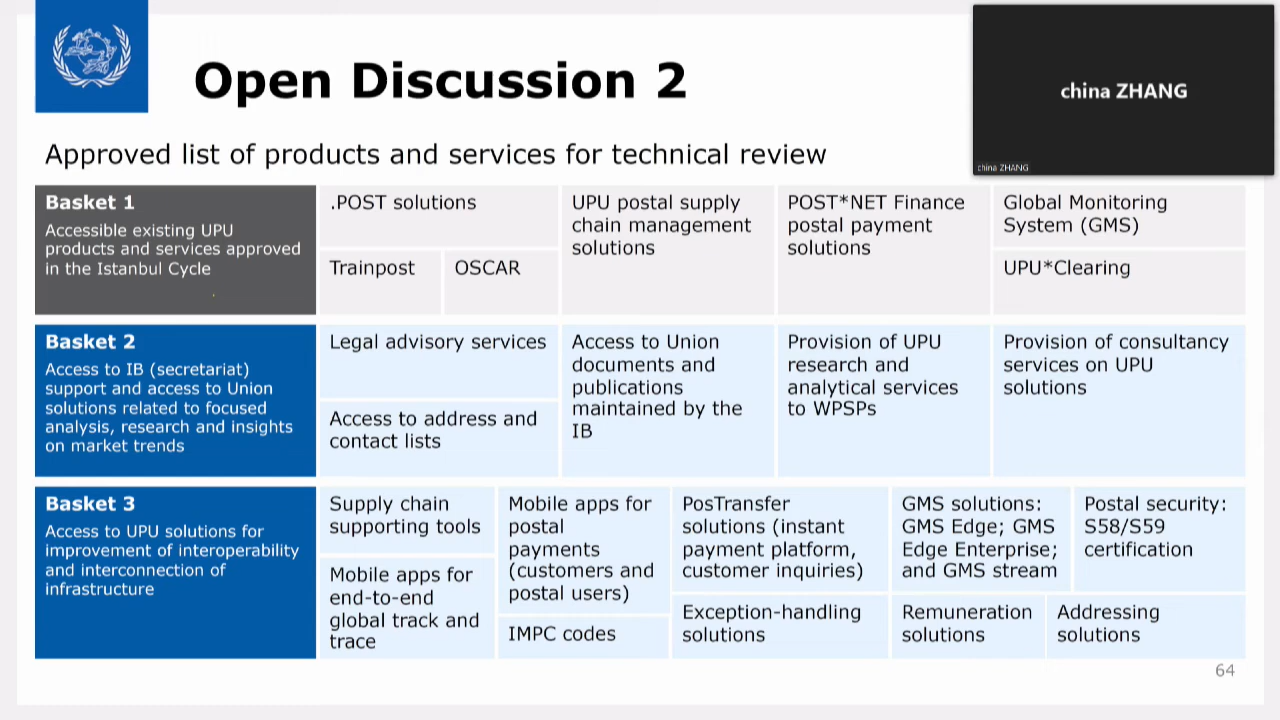 Open Discussion 2
china ZHANG
china ZHANG
Approved list of products and services for technical review
Basket 1
Accessible existing UPU
products and services approved
in the Istanbul Cycle
.POST solutions
Trainpost
OSCAR
UPU postal supply
chain management
solutions
POST*NET Finance
postal payment
solutions
Global Monitoring
System (GMS)
UPU*Clearing
Basket 2
Access to IB (secretariat)
support and access to Union
solutions related to focused
analysis, research and insights
on market trends
Legal advisory services
Access to address and
contact lists
Access to Union
documents and
publications
maintained by the
IB
Provision of UPU
research and
analytical services
to WPSPs
Provision of consultancy
services on UPU
solutions
Basket 3
Access to UPU solutions for
improvement of interoperability
and interconnection of
infrastructure
Supply chain
supporting tools
Mobile apps for
end-to-end
global track and
trace
Mobile apps for
postal
payments
(customers and
postal users)
IMPC codes
PosTransfer
solutions (instant
payment platform,
customer inquiries)
Exception-handling
solutions
GMS solutions:
GMS Edge; GMS
Edge Enterprise;
and GMS stream
Remuneration
solutions
Postal security:
S58/S59
certification
Addressing
solutions
64